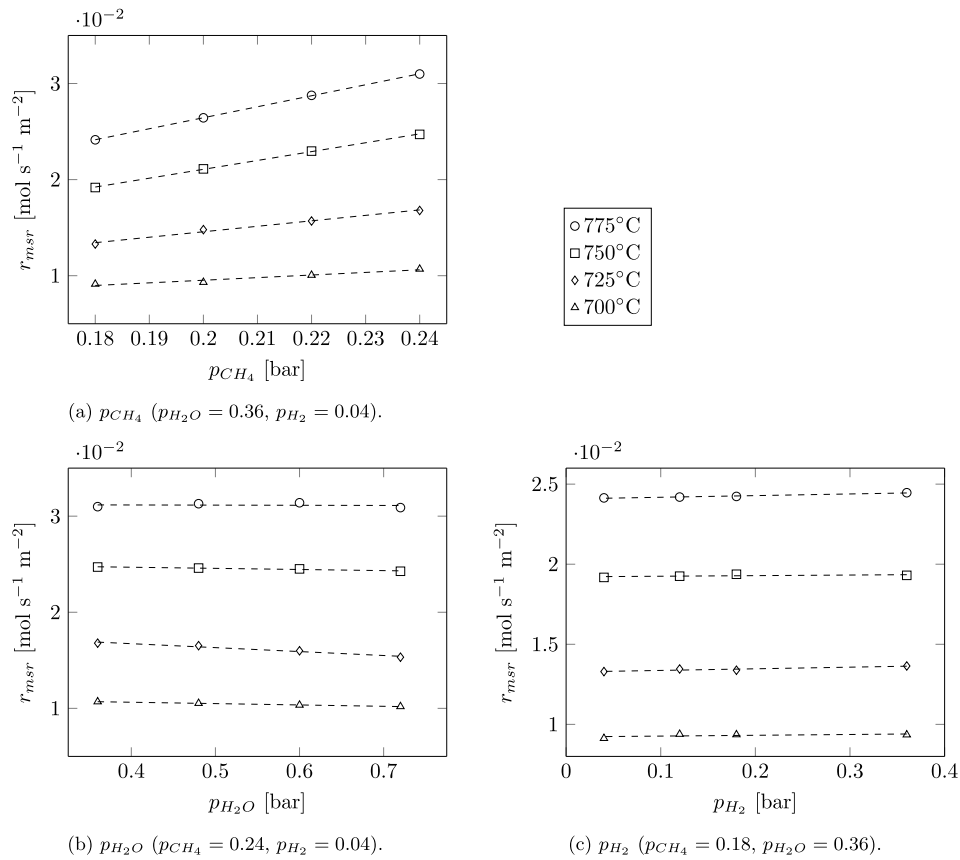 ·10⁻²
3
2
1
r_msr [mol s⁻¹ m⁻²]
0.18 0.19 0.2 0.21 0.22 0.23 0.24
p_CH₄ [bar]
(a) p_CH₄ (p_H₂O = 0.36, p_H₂ = 0.04).
775°C
750°C
725°C
700°C
·10⁻²
3
2
1
r_msr [mol s⁻¹ m⁻²]
0.4 0.5 0.6 0.7
p_H₂O [bar]
(b) p_H₂O (p_CH₄ = 0.24, p_H₂ = 0.04).
·10⁻²
2.5
2
1.5
1
r_msr [mol s⁻¹ m⁻²]
0 0.1 0.2 0.3 0.4
p_H₂ [bar]
(c) p_H₂ (p_CH₄ = 0.18, p_H₂O = 0.36).